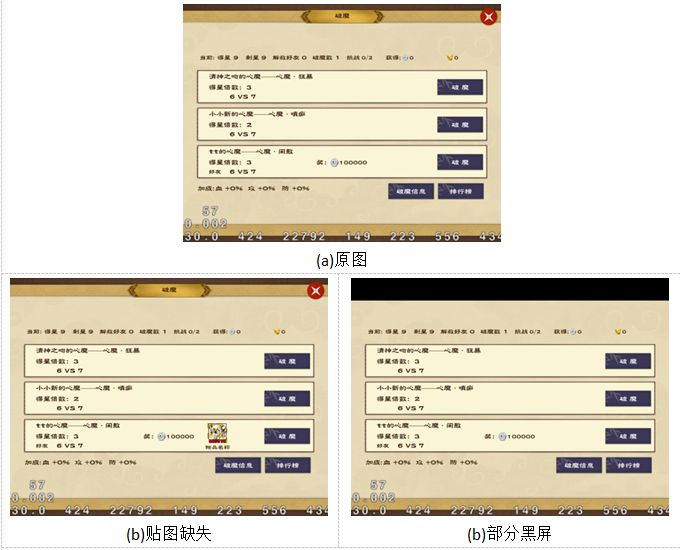 破魔
当前: 得星 9 剩星 9 解救好友 0 破魔数 1 抗战 0/2 获得: 0 0
清神之吻的心魔——心魔·狂暴
得星倍数: 3
6 VS 7
破 魔
小小新的心魔——心魔·嗔痴
得星倍数: 2
6 VS 7
破 魔
tt的心魔——心魔·闲散
得星倍数: 3 奖: 100000
好友 6 VS 7
破 魔
加成: 血 +0% 攻 +0% 防 +0%
破魔信息 排行榜
57
0.002
30.0 424 22792 149 223 556 434
(a)原图
破魔
当前: 得星 9 剩星 9 解救好友 0 破魔数 1 抗战 0/2 获得: 0 0
清神之吻的心魔——心魔·狂暴
得星倍数: 3
6 VS 7
破 魔
小小新的心魔——心魔·嗔痴
得星倍数: 2
6 VS 7
破 魔
tt的心魔——心魔·闲散
得星倍数: 3 奖: 100000
好友 6 VS 7
物品名称
破 魔
加成: 血 +0% 攻 +0% 防 +0%
破魔信息 排行榜
57
0.002
30.0 424 22792 149 223 556 434
(b)贴图缺失
当前: 得星 9 剩星 9 解救好友 0 破魔数 1 抗战 0/2 获得: 0 0
清神之吻的心魔——心魔·狂暴
得星倍数: 3
6 VS 7
破 魔
小小新的心魔——心魔·嗔痴
得星倍数: 2
6 VS 7
破 魔
tt的心魔——心魔·闲散
得星倍数: 3 奖: 100000
好友 6 VS 7
破 魔
加成: 血 +0% 攻 +0% 防 +0%
破魔信息 排行榜
57
0.002
30.0 424 22792 149 223 556 434
(b)部分黑屏